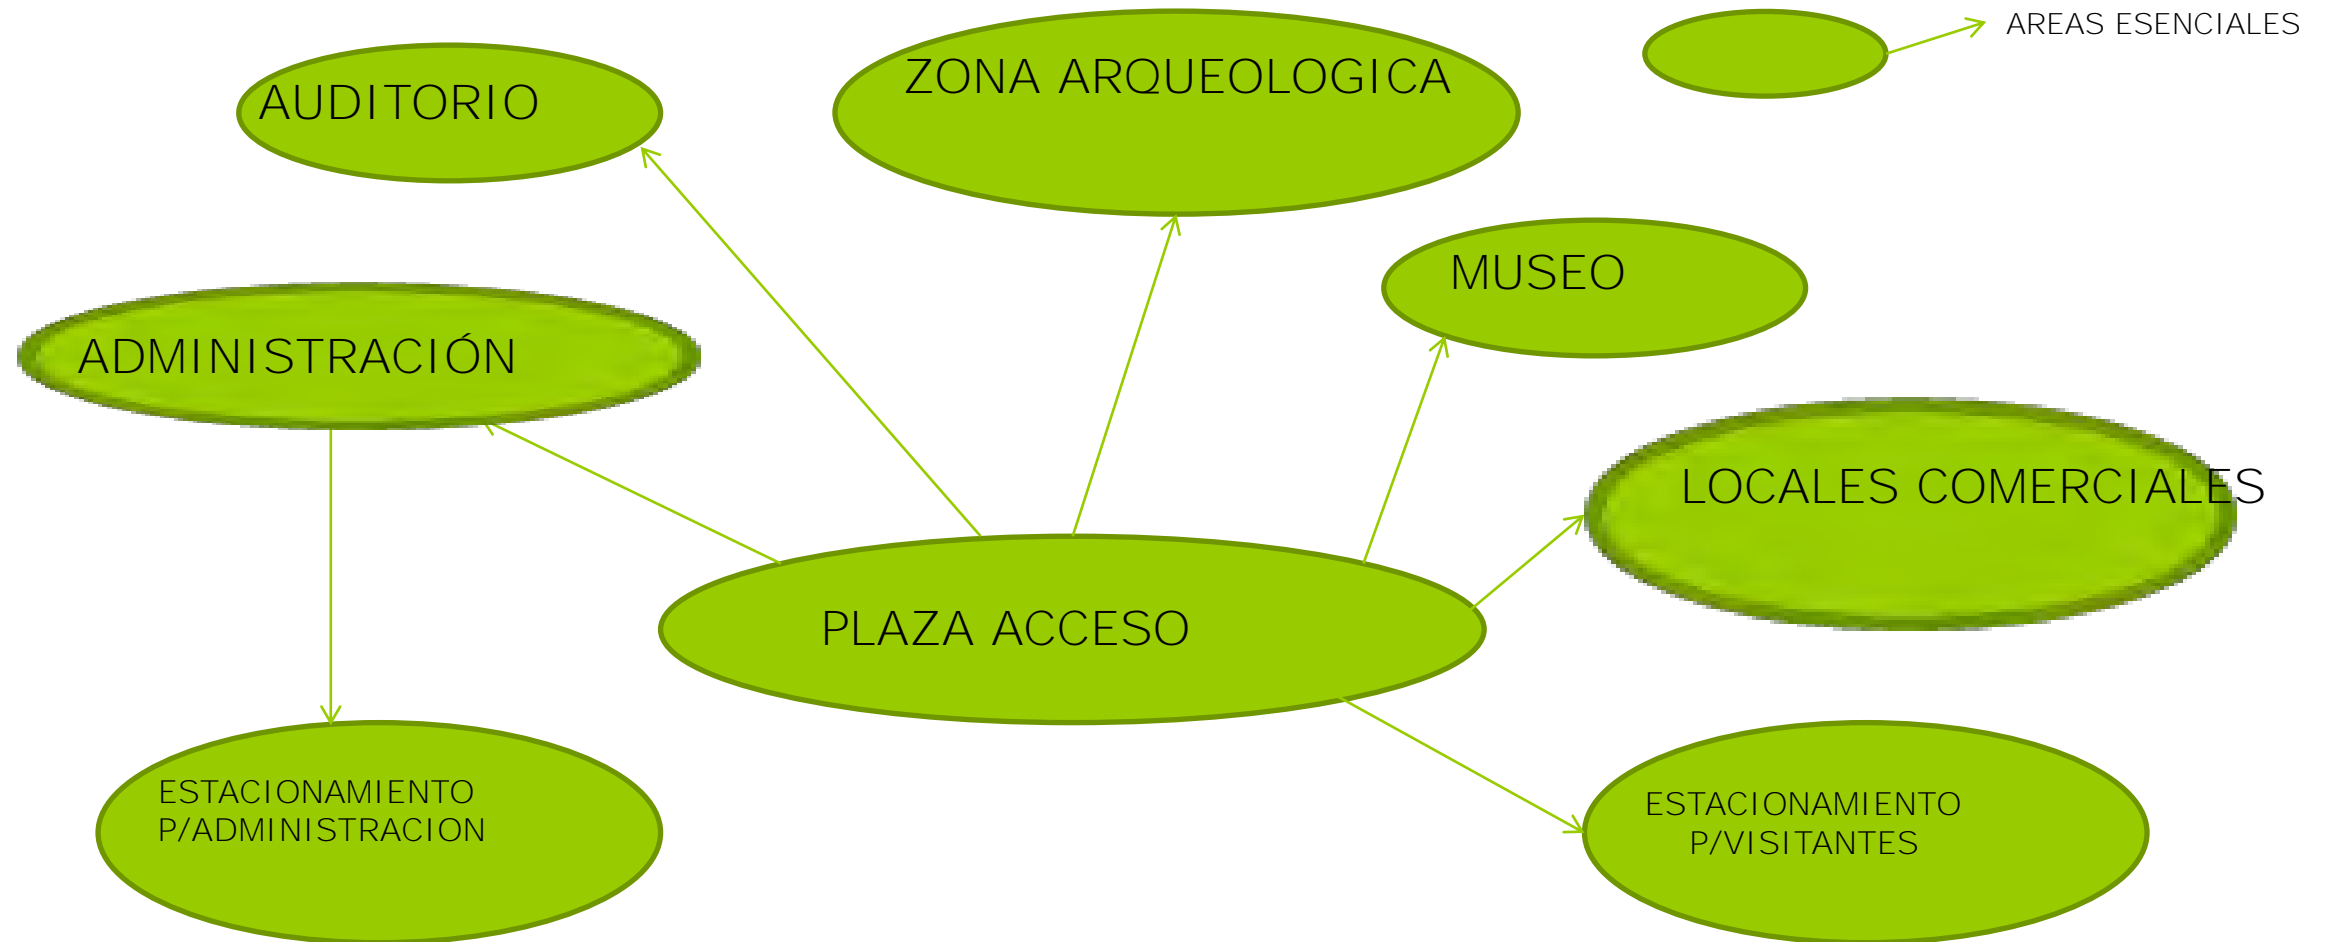 AREAS ESENCIALES
AUDITORIO
ZONA ARQUEOLOGICA
MUSEO
ADMINISTRACIÓN
LOCALES COMERCIALES
PLAZA ACCESO
ESTACIONAMIENTO
P/ADMINISTRACION
ESTACIONAMIENTO
P/VISITANTES